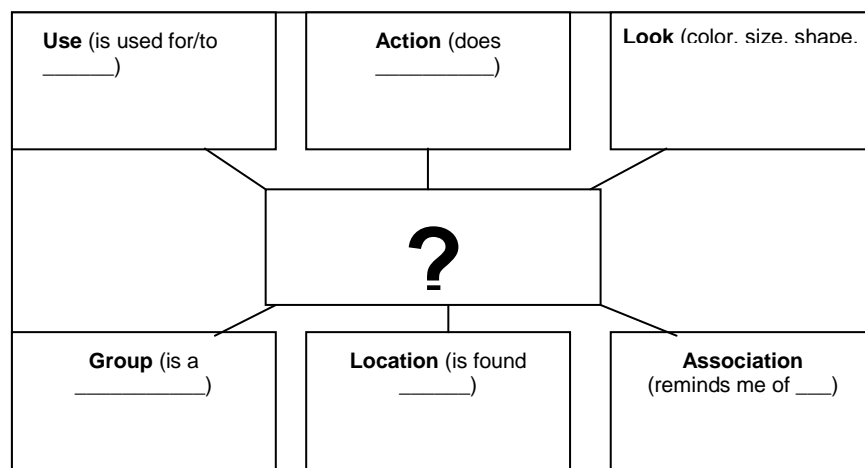 Use (is used for/to
______)
Action (does
__________)
Look (color, size, shape,
?
Group (is a
___________)
Location (is found
______)
Association
(reminds me of ___)